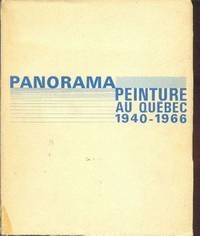 PANORAMA
PEINTURE
AU QUÉBEC
1940-1966